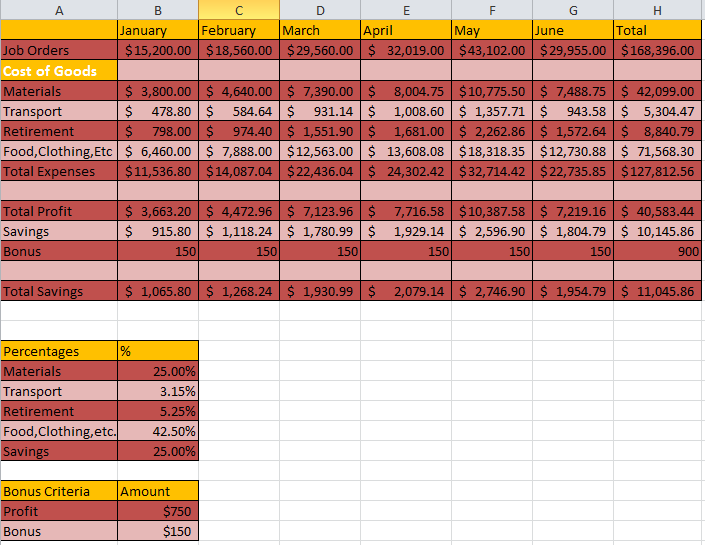 A B C D E F G H
January February March April May June Total
Job Orders $15,200.00 $18,560.00 $29,560.00 $ 32,019.00 $43,102.00 $29,955.00 $168,396.00
Cost of Goods
Materials $ 3,800.00 $ 4,640.00 $ 7,390.00 $ 8,004.75 $10,775.50 $ 7,488.75 $ 42,099.00
Transport $ 478.80 $ 584.64 $ 931.14 $ 1,008.60 $ 1,357.71 $ 943.58 $ 5,304.47
Retirement $ 798.00 $ 974.40 $ 1,551.90 $ 1,681.00 $ 2,262.86 $ 1,572.64 $ 8,840.79
Food,Clothing,Etc $ 6,460.00 $ 7,888.00 $12,563.00 $ 13,608.08 $18,318.35 $12,730.88 $ 71,568.30
Total Expenses $11,536.80 $14,087.04 $22,436.04 $ 24,302.42 $32,714.42 $22,735.85 $127,812.56
Total Profit $ 3,663.20 $ 4,472.96 $ 7,123.96 $ 7,716.58 $10,387.58 $ 7,219.16 $ 40,583.44
Savings $ 915.80 $ 1,118.24 $ 1,780.99 $ 1,929.14 $ 2,596.90 $ 1,804.79 $ 10,145.86
Bonus 150 150 150 150 150 150 900
Total Savings $ 1,065.80 $ 1,268.24 $ 1,930.99 $ 2,079.14 $ 2,746.90 $ 1,954.79 $ 11,045.86
Percentages %
Materials 25.00%
Transport 3.15%
Retirement 5.25%
Food,Clothing,etc. 42.50%
Savings 25.00%
Bonus Criteria Amount
Profit $750
Bonus $150